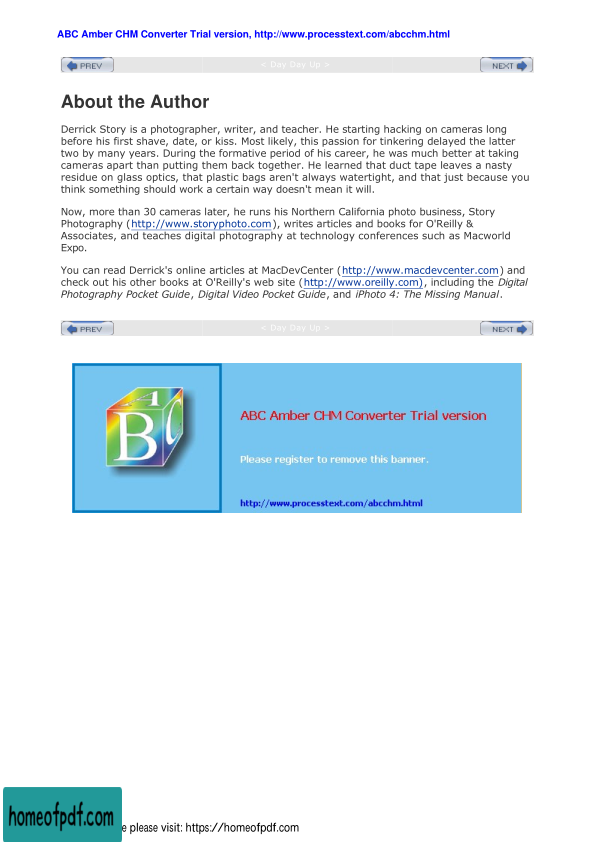 ABC Amber CHM Converter Trial version, http://www.processtext.com/abcchm.html
PREV
< Day Day Up >
NEXT
About the Author
Derrick Story is a photographer, writer, and teacher. He starting hacking on cameras long
before his first shave, date, or kiss. Most likely, this passion for tinkering delayed the latter
two by many years. During the formative period of his career, he was much better at taking
cameras apart than putting them back together. He learned that duct tape leaves a nasty
residue on glass optics, that plastic bags aren't always watertight, and that just because you
think something should work a certain way doesn't mean it will.
Now, more than 30 cameras later, he runs his Northern California photo business, Story
Photography (http://www.storyphoto.com), writes articles and books for O'Reilly &
Associates, and teaches digital photography at technology conferences such as Macworld
Expo.
You can read Derrick's online articles at MacDevCenter (http://www.macdevcenter.com) and
check out his other books at O'Reilly's web site (http://www.oreilly.com), including the Digital
Photography Pocket Guide, Digital Video Pocket Guide, and iPhoto 4: The Missing Manual.
PREV
< Day Day Up >
NEXT
ABC Amber CHM Converter Trial version
Please register to remove this banner.
http://www.processtext.com/abcchm.html
homeofpdf.com
e please visit: https://homeofpdf.com